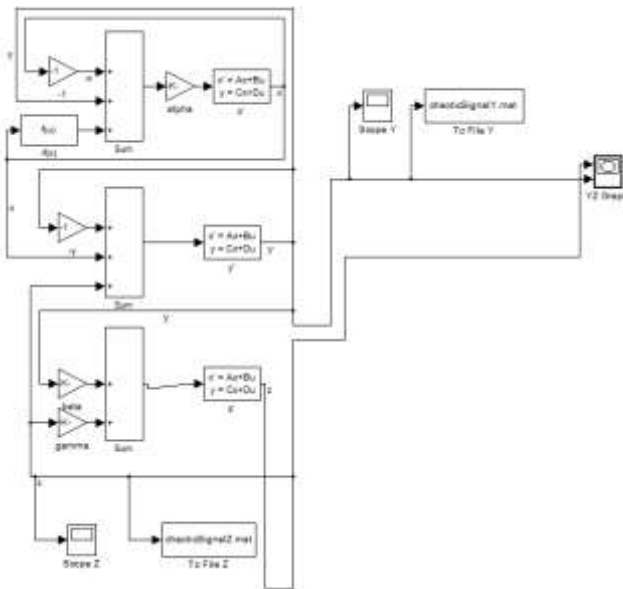 Y
-1
-x
-Y
f(u)
f(x)
Sum
-K-
alpha
x' = Ax+Bu
y = Cx+Du
x'
x
Scope Y
chaoticSignalY.mat
To File Y
YZ Grap
x
-1
-Y
Sum
x' = Ax+Bu
y = Cx+Du
y'
Y
Y
-K-
beta
-K-
gamma
Sum
x' = Ax+Bu
y = Cx+Du
z'
z
z
Scope Z
chaoticSignalZ.mat
To File Z